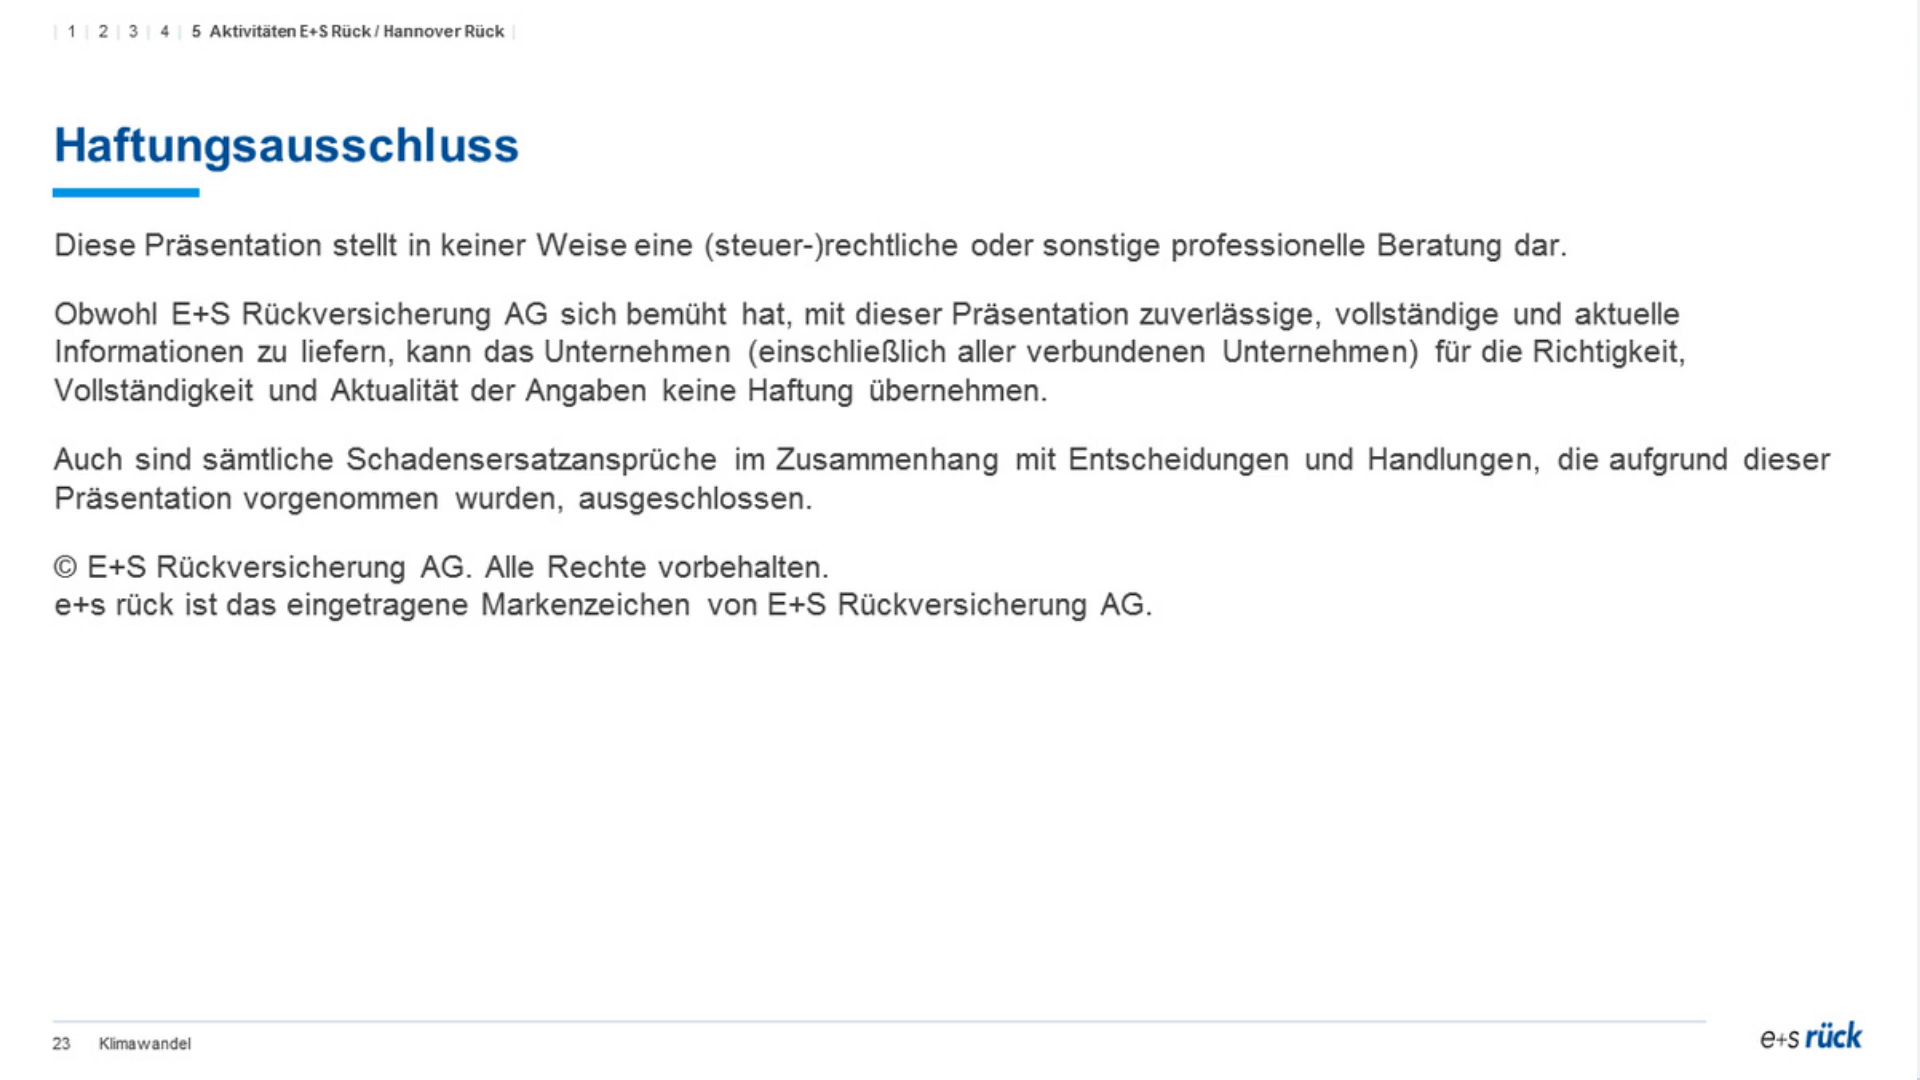 1 | 2 | 3 | 4 | 5 Aktivitäten E+S Rück / Hannover Rück
Haftungsausschluss
Diese Präsentation stellt in keiner Weise eine (steuer-)rechtliche oder sonstige professionelle Beratung dar.
Obwohl E+S Rückversicherung AG sich bemüht hat, mit dieser Präsentation zuverlässige, vollständige und aktuelle
Informationen zu liefern, kann das Unternehmen (einschließlich aller verbundenen Unternehmen) für die Richtigkeit,
Vollständigkeit und Aktualität der Angaben keine Haftung übernehmen.
Auch sind sämtliche Schadensersatzansprüche im Zusammenhang mit Entscheidungen und Handlungen, die aufgrund dieser
Präsentation vorgenommen wurden, ausgeschlossen.
© E+S Rückversicherung AG. Alle Rechte vorbehalten.
e+s rück ist das eingetragene Markenzeichen von E+S Rückversicherung AG.
23 Klimawandel
e+s rück